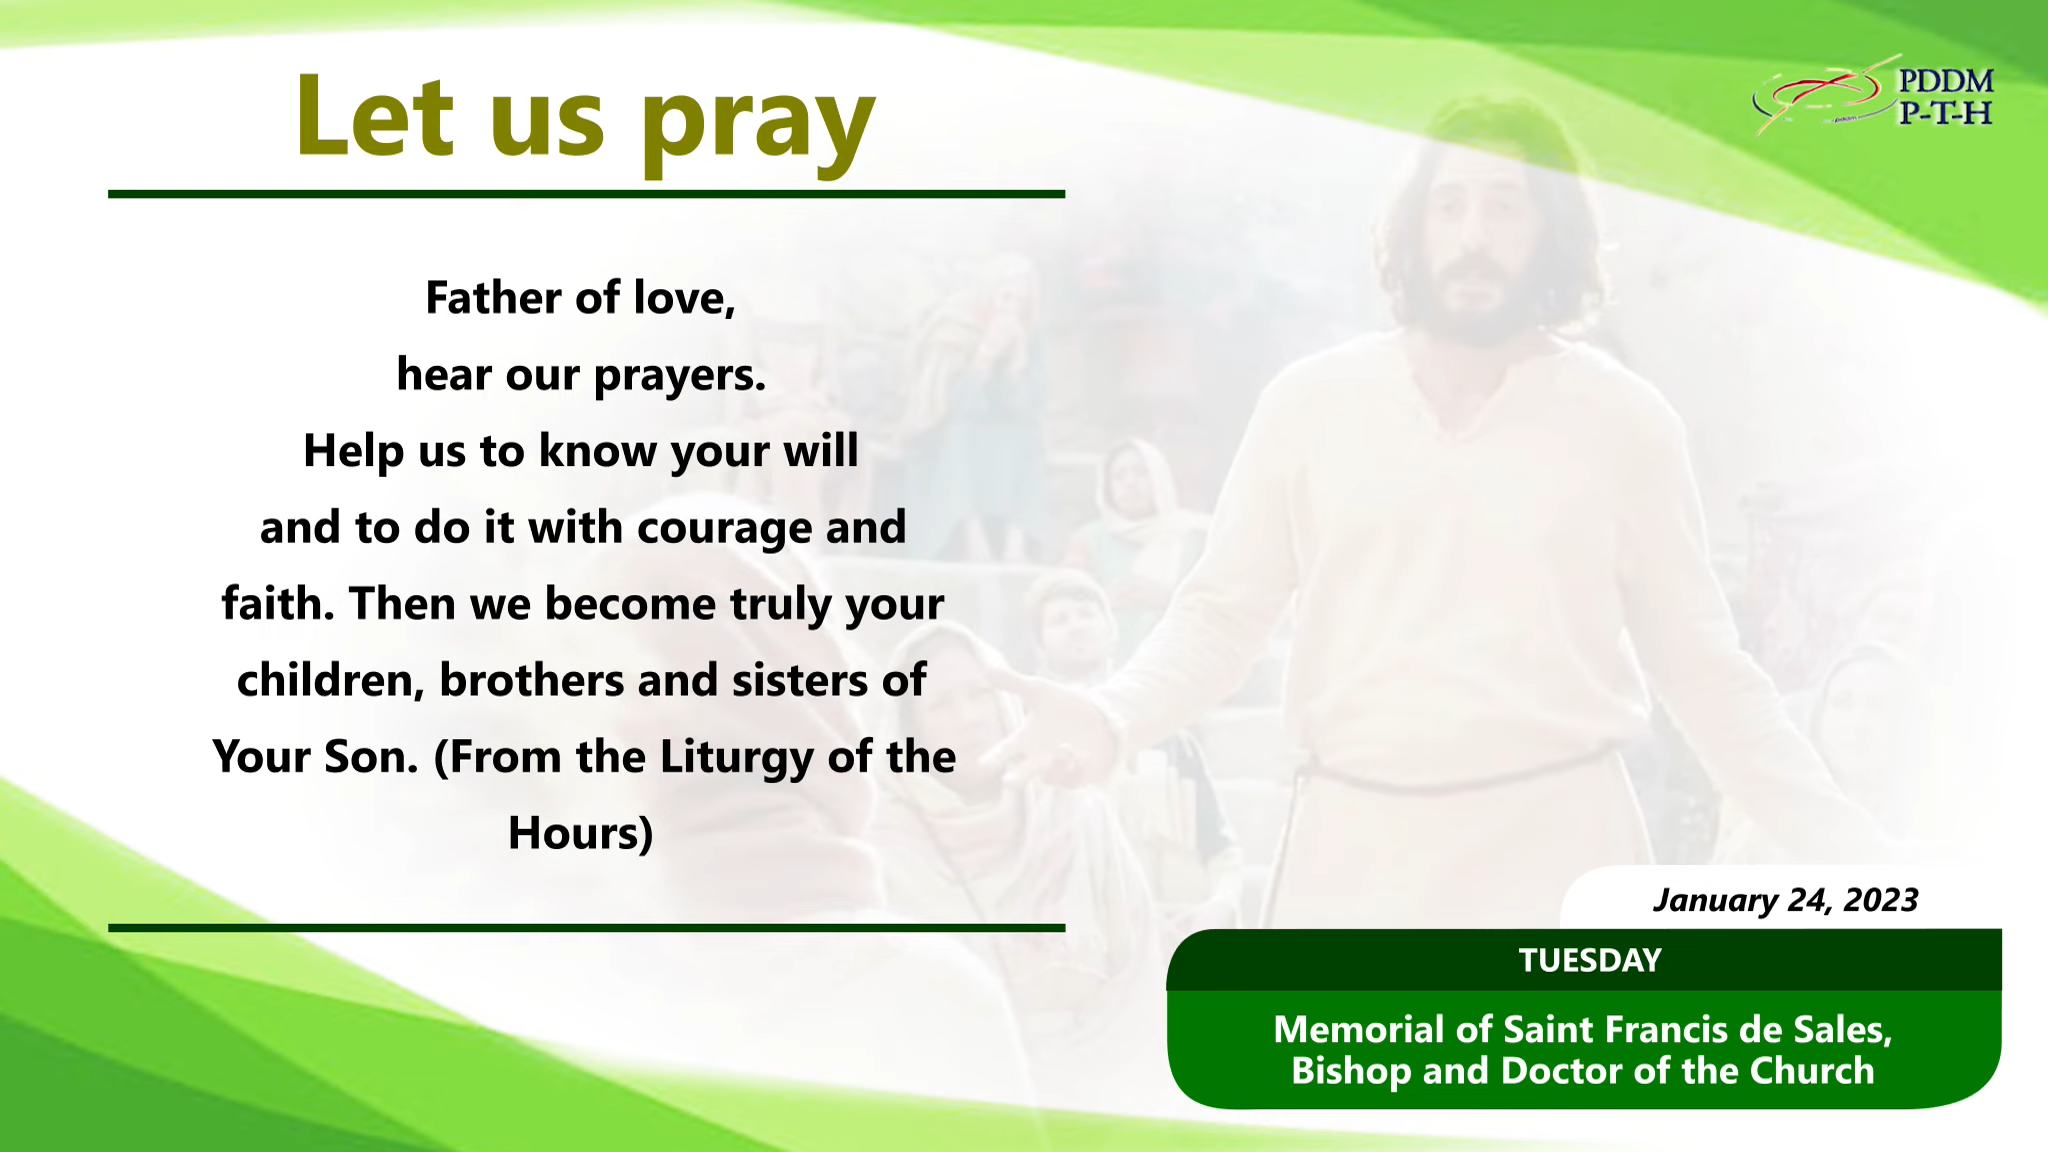 Let us pray
PDDM
P-T-H
Father of love,
hear our prayers.
Help us to know your will
and to do it with courage and
faith. Then we become truly your
children, brothers and sisters of
Your Son. (From the Liturgy of the
Hours)
January 24, 2023
TUESDAY
Memorial of Saint Francis de Sales,
Bishop and Doctor of the Church